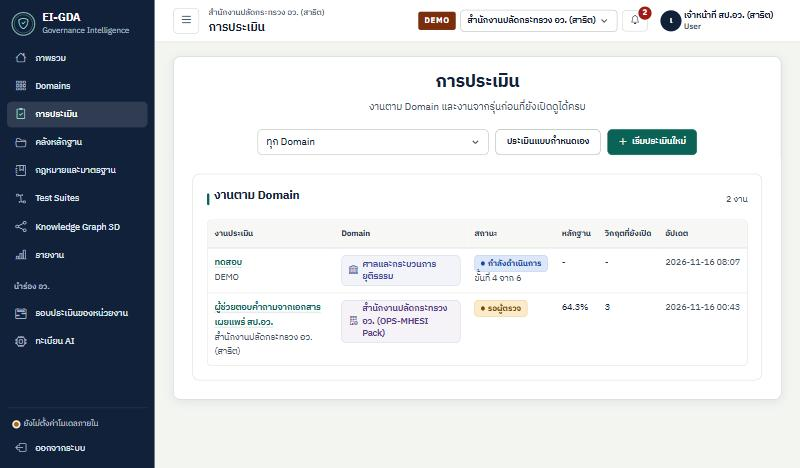 EI-GDA
Governance Intelligence
ภาพรวม
Domains
การประเมิน
คลังหลักฐาน
กฎหมายและมาตรฐาน
Test Suites
Knowledge Graph 3D
รายงาน
นำร่อง อว.
รอบประเมินของหน่วยงาน
ทะเบียน AI
ยังไม่ตั้งค่าโมเดลภายใน
ออกจากระบบ
สำนักงานปลัดกระทรวง อว. (สาธิต)
การประเมิน
DEMO
สำนักงานปลัดกระทรวง อว. (สาธิต)
2
เ
เจ้าหน้าที่ สป.อว. (สาธิต)
User
การประเมิน
งานตาม Domain และงานจากรุ่นก่อนที่ยังเปิดดูได้ครบ
ทุก Domain
ประเมินแบบกำหนดเอง
+ เริ่มประเมินใหม่
งานตาม Domain
2 งาน
งานประเมิน Domain สถานะ หลักฐาน วิกฤตที่ยังเปิด อัปเดต
ทดสอบ
DEMO
ศาลและกระบวนการ
ยุติธรรม
กำลังดำเนินการ
ขั้นที่ 4 จาก 6
- - 2026-11-16 08:07
ผู้ช่วยตอบคำถามจากเอกสาร
เผยแพร่ สป.อว.
สำนักงานปลัดกระทรวง อว.
(สาธิต)
สำนักงานปลัดกระทรวง
อว. (OPS-MHESI
Pack)
รอผู้ตรวจ
64.3% 3 2026-11-16 00:43